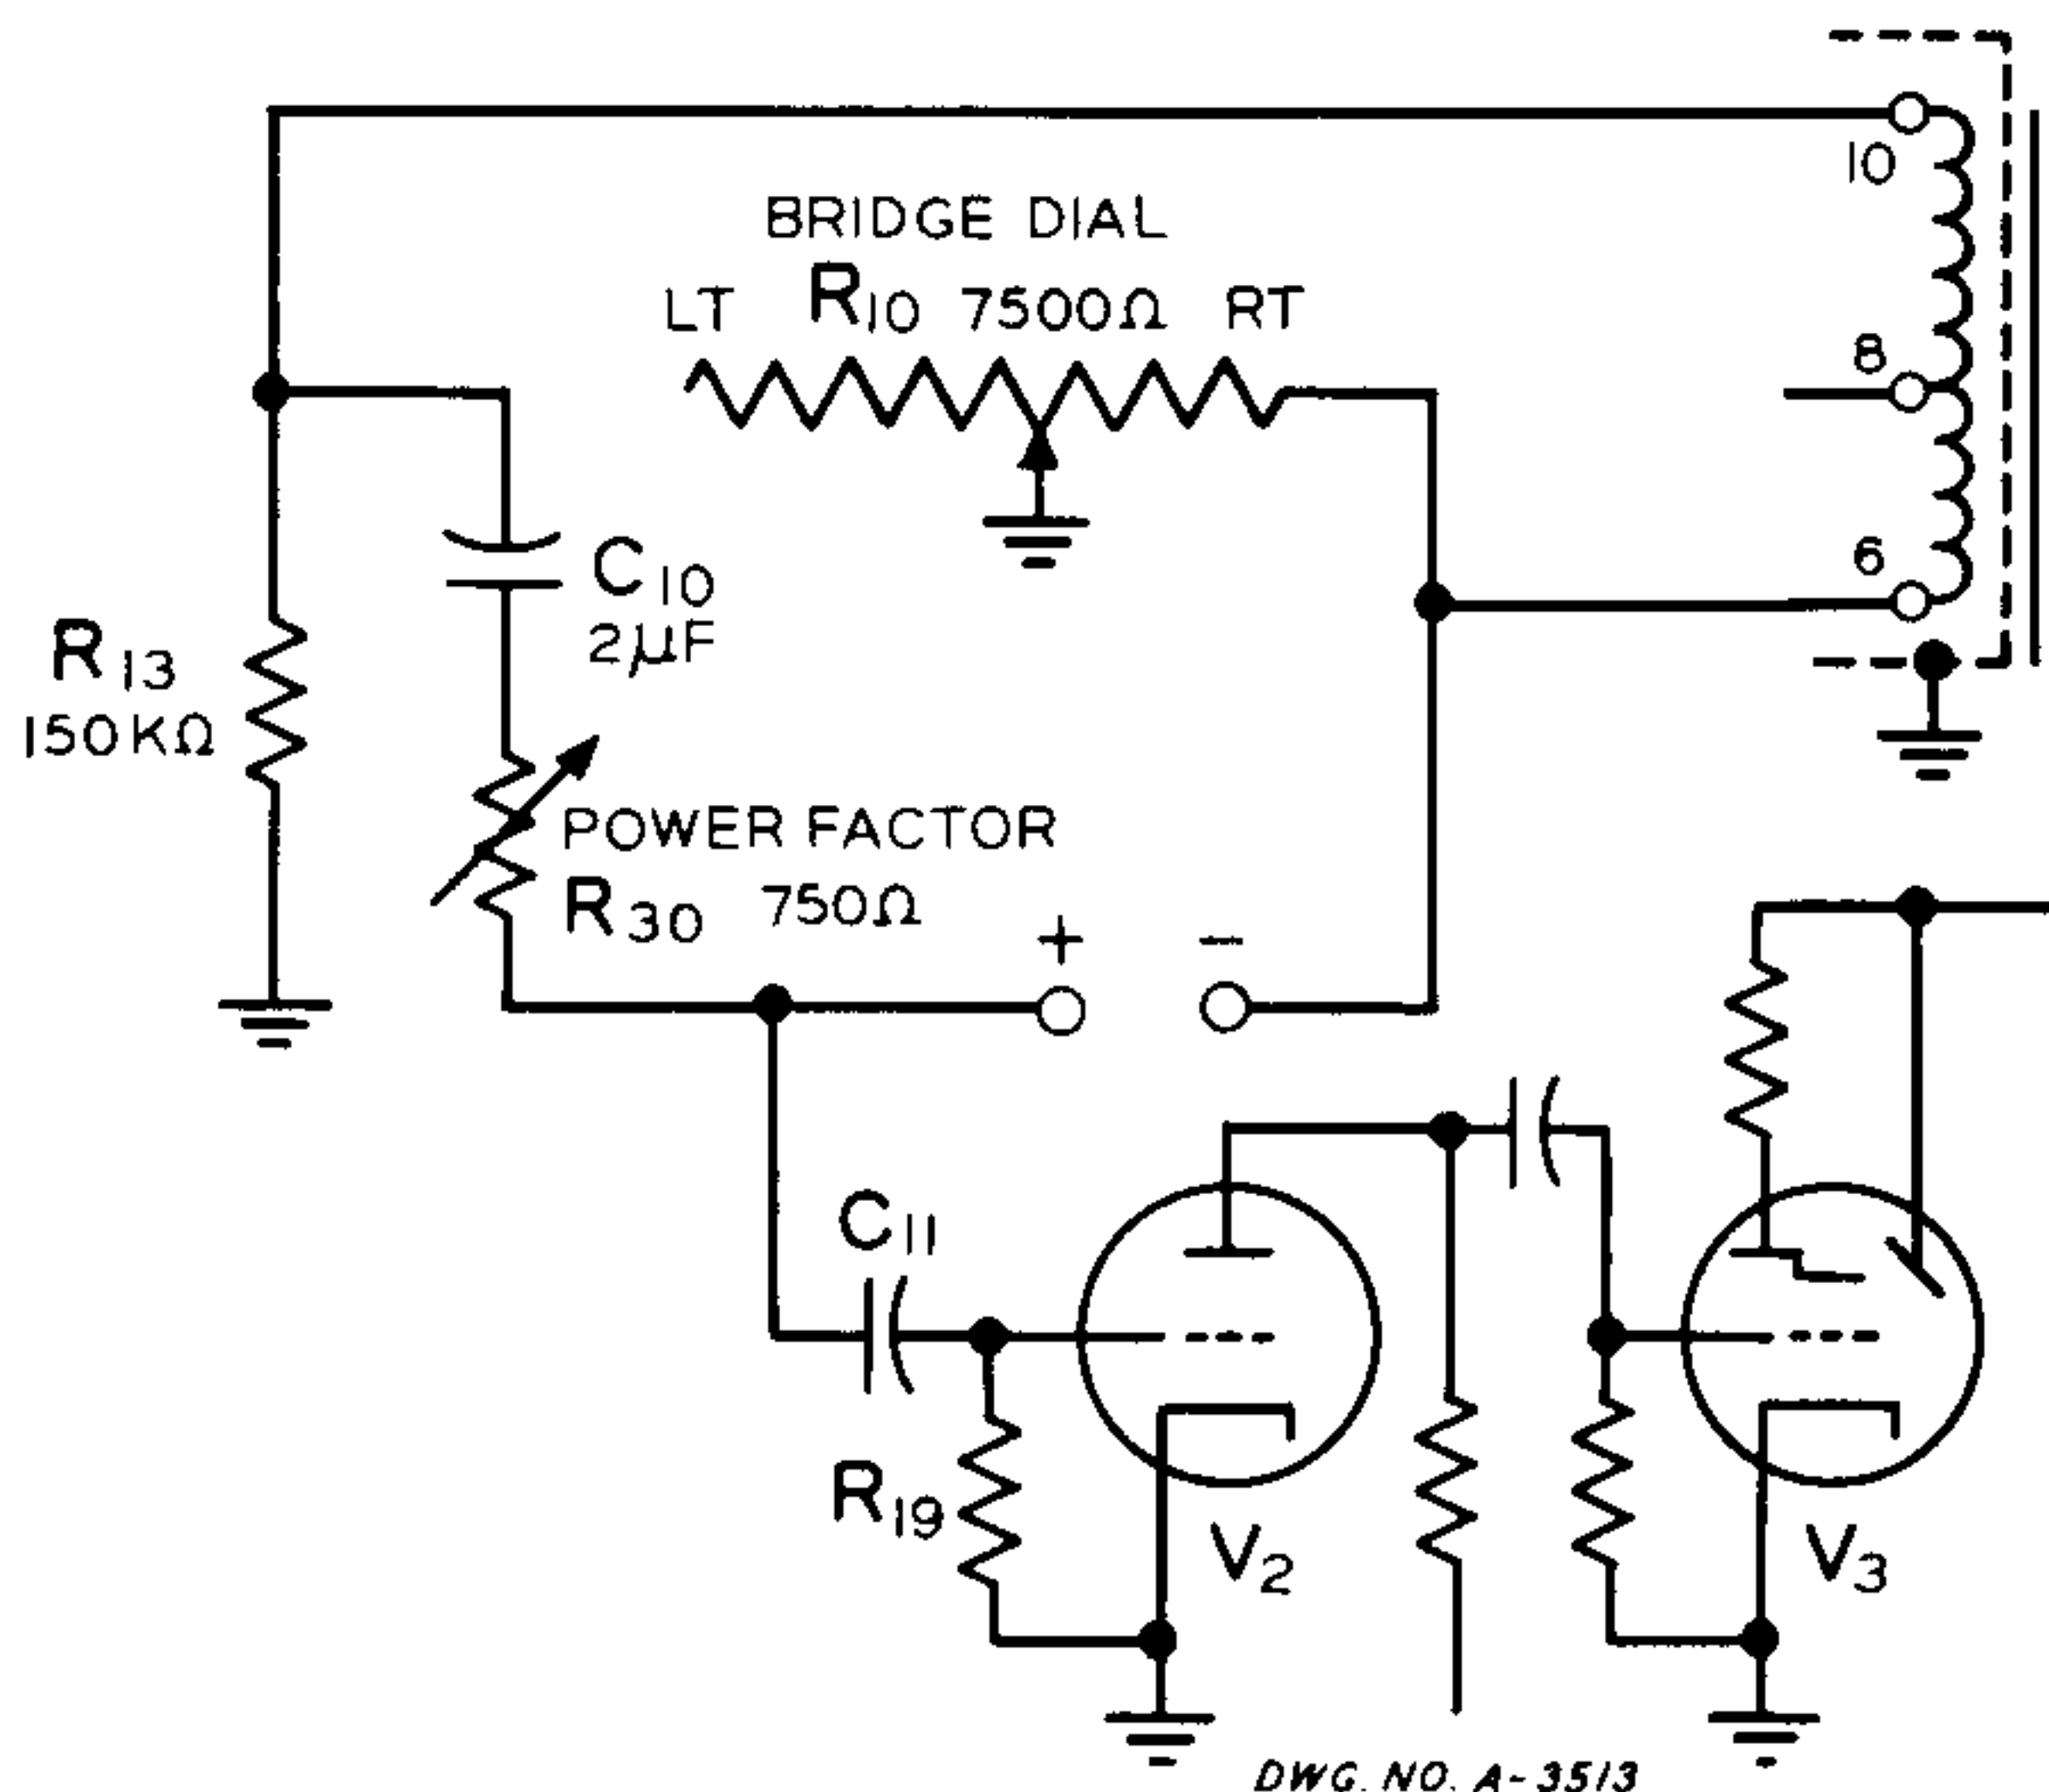 10
BRIDGE DIAL
LT R10 7500Ω RT
8
C10
2μF
6
R13
150KΩ
POWER FACTOR
R30 750Ω
+ −
C11
R19
V2
V3
DWG. NO. A-3513